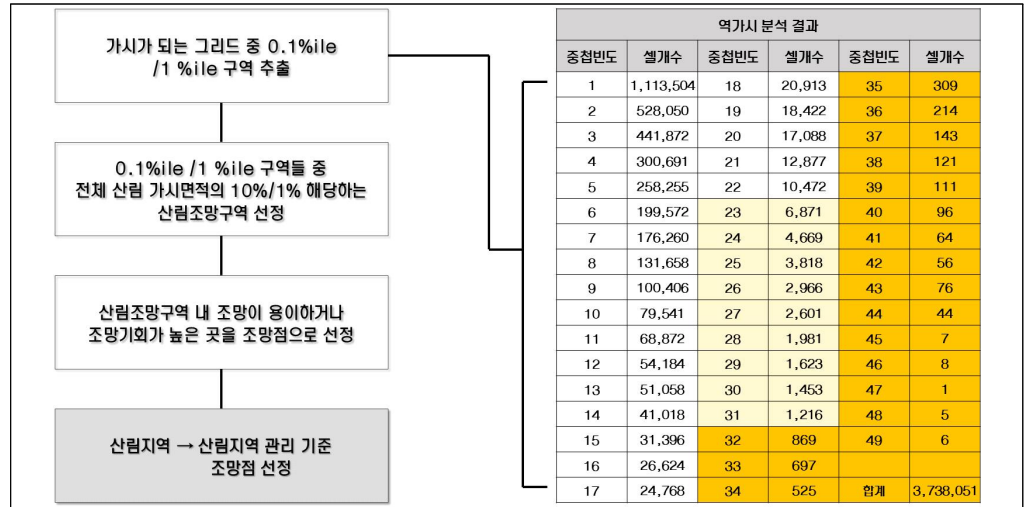 가시가 되는 그리드 중 0.1%ile
/1 %ile 구역 추출
0.1%ile /1 %ile 구역들 중
전체 산림 가시면적의 10%/1% 해당하는
산림조망구역 선정
산림조망구역 내 조망이 용이하거나
조망기회가 높은 곳을 조망점으로 선정
산림지역 → 산림지역 관리 기준
조망점 선정
역가시 분석 결과
중첩빈도 셀개수 중첩빈도 셀개수 중첩빈도 셀개수
1 1,113,504 18 20,913 35 309
2 528,050 19 18,422 36 214
3 441,872 20 17,088 37 143
4 300,691 21 12,877 38 121
5 258,255 22 10,472 39 111
6 199,572 23 6,871 40 96
7 176,260 24 4,669 41 64
8 131,658 25 3,818 42 56
9 100,406 26 2,966 43 76
10 79,541 27 2,601 44 44
11 68,872 28 1,981 45 7
12 54,184 29 1,623 46 8
13 51,058 30 1,453 47 1
14 41,018 31 1,216 48 5
15 31,396 32 869 49 6
16 26,624 33 697
17 24,768 34 525 합계 3,738,051